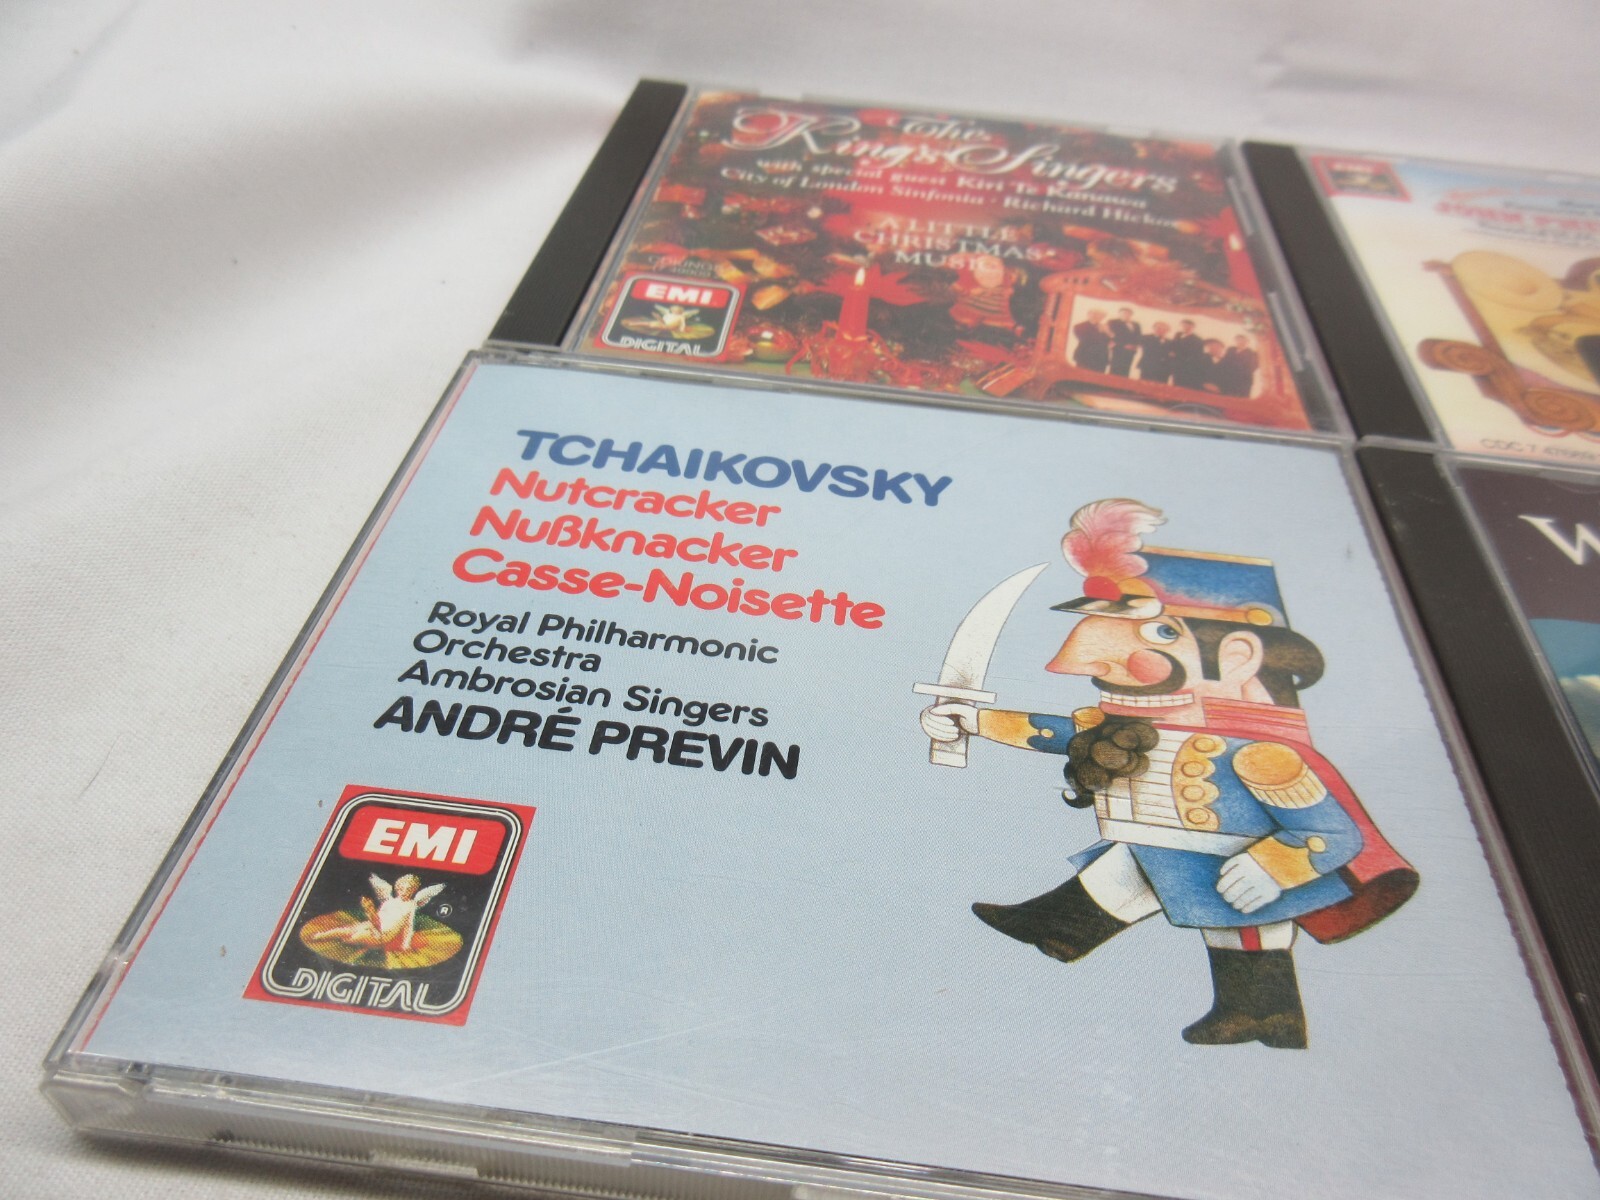 The
King's Singers
with special guest Kiri Te Kanawa
City of London Sinfonia · Richard Hickox
A LITTLE
CHRISTMAS
MUSIC
EMI
DIGITAL
EMI
TCHAIKOVSKY
Nutcracker
Nußknacker
Casse-Noisette
Royal Philharmonic
Orchestra
Ambrosian Singers
ANDRÉ PREVIN
EMI
®
DIGITAL
W